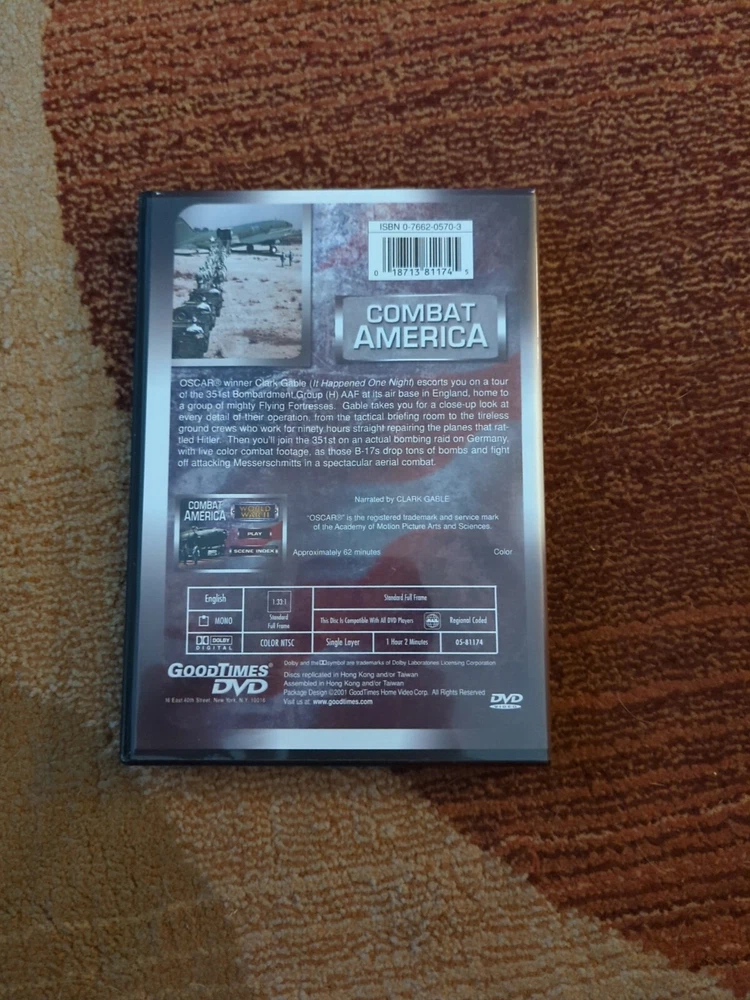 ISBN 0-7662-0570-3
0 18713 81174 5
COMBAT
AMERICA
OSCAR® winner Clark Gable (It Happened One Night) escorts you on a tour
of the 351st Bombardment Group (H) AAF at its air base in England, home to
a group of mighty Flying Fortresses. Gable takes you for a close-up look at
every detail of their operation, from the tactical briefing room to the tireless
ground crews who work for ninety hours straight repairing the planes that rat-
tled Hitler. Then you'll join the 351st on an actual bombing raid on Germany,
with live color combat footage, as those B-17s drop tons of bombs and fight
off attacking Messerschmitts in a spectacular aerial combat.
COMBAT
AMERICA
WORLD
WAR II
PLAY
SCENE INDEX
Narrated by CLARK GABLE
"OSCAR®" is the registered trademark and service mark
of the Academy of Motion Picture Arts and Sciences.
Approximately 62 minutes
Color
English
1.33:1
Standard
Full Frame
Standard Full Frame
MONO
This Disc Is Compatible With All DVD Players
Regional Coded
DOLBY
DIGITAL
COLOR NTSC
Single Layer
1 Hour 2 Minutes
05-81174
GOODTIMES®
DVD
16 East 40th Street, New York, N.Y. 10016
Dolby and the symbol are trademarks of Dolby Laboratories Licensing Corporation
Discs replicated in Hong Kong and/or Taiwan
Assembled in Hong Kong and/or Taiwan
Package Design ©2001 GoodTimes Home Video Corp. All Rights Reserved
Visit us at: www.goodtimes.com
DVD
VIDEO